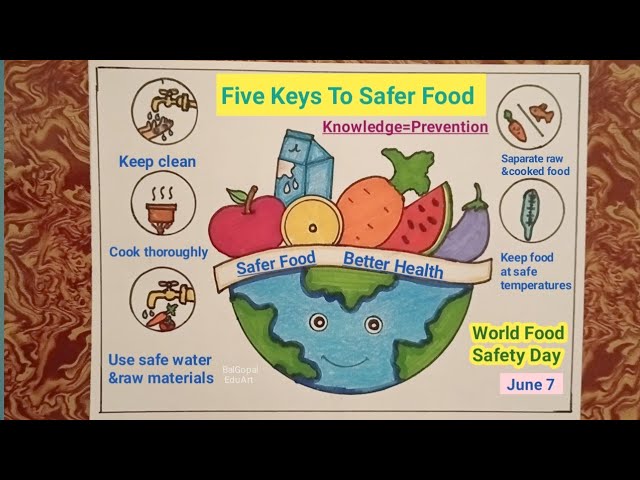 Five Keys To Safer Food
Knowledge=Prevention
Keep clean
Cook thoroughly
Use safe water
&raw materials
Saparate raw
&cooked food
Keep food
at safe
temperatures
Safer Food Better Health
World Food
Safety Day
June 7
BalGopal
EduArt